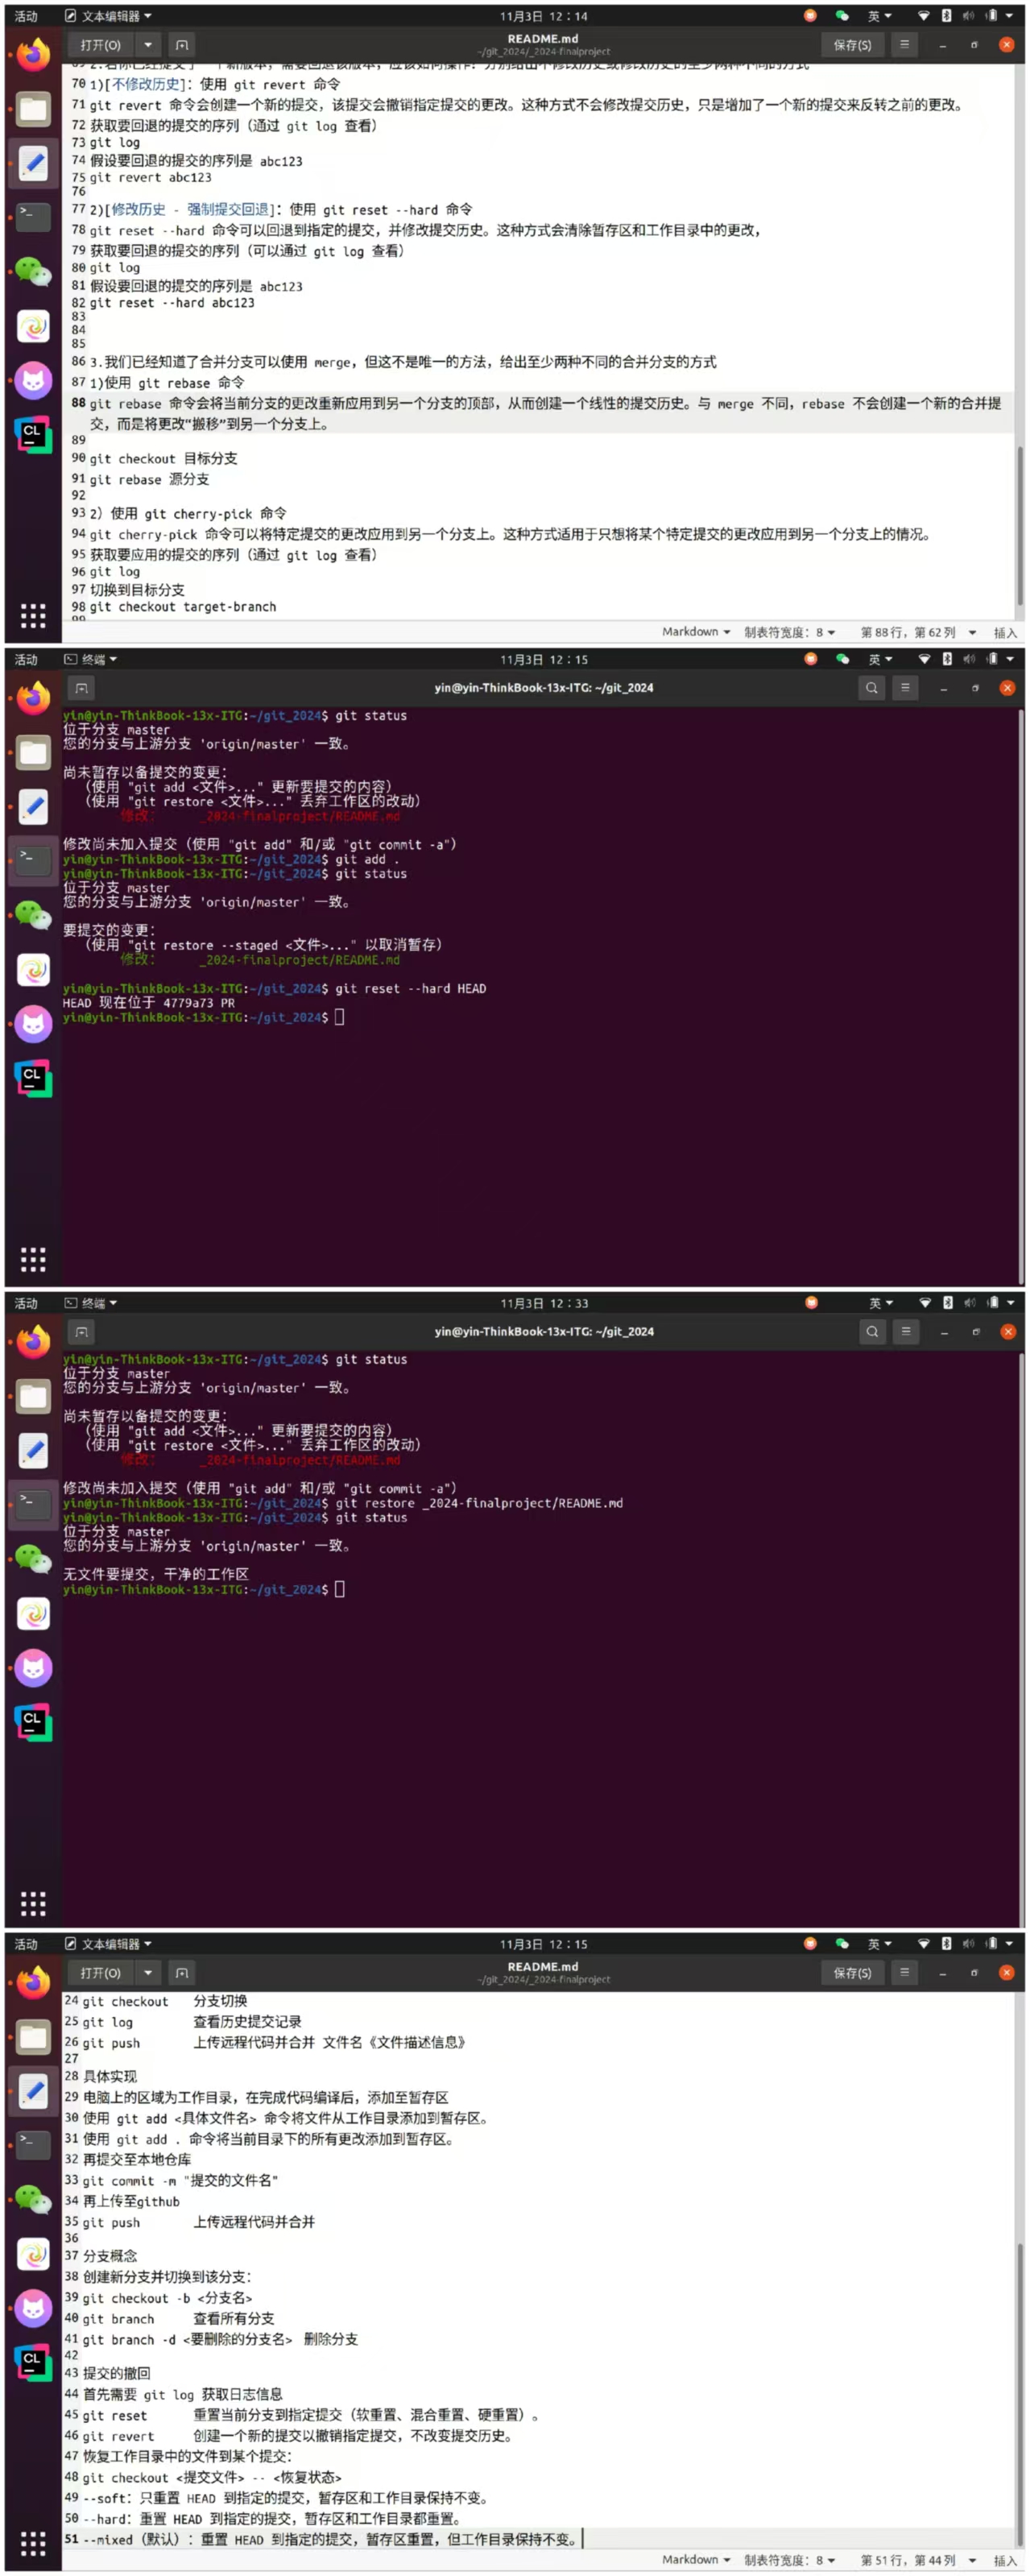 活动 文本编辑器 11月3日 12:14 英
打开(O) README.md 保存(S)
~/git_2024/_2024-finalproject
70 1)[不修改历史]: 使用 git revert 命令
71 git revert 命令会创建一个新的提交，该提交会撤销指定提交的更改。这种方式不会修改提交历史，只是增加了一个新的提交来反转之前的更改。
72 获取要回退的提交的序列（通过 git log 查看）
73 git log
74 假设要回退的提交的序列是 abc123
75 git revert abc123
76
77 2)[修改历史 - 强制提交回退]: 使用 git reset --hard 命令
78 git reset --hard 命令可以回退到指定的提交，并修改提交历史。这种方式会清除暂存区和工作目录中的更改，
79 获取要回退的提交的序列（可以通过 git log 查看）
80 git log
81 假设要回退的提交的序列是 abc123
82 git reset --hard abc123
83
84
85
86 3.我们已经知道了合并分支可以使用 merge，但这不是唯一的方法，给出至少两种不同的合并分支的方式
87 1)使用 git rebase 命令
88 git rebase 命令会将当前分支的更改重新应用到另一个分支的顶部，从而创建一个线性的提交历史。与 merge 不同，rebase 不会创建一个新的合并提
交，而是将更改“搬移”到另一个分支上。
89
90 git checkout 目标分支
91 git rebase 源分支
92
93 2）使用 git cherry-pick 命令
94 git cherry-pick 命令可以将特定提交的更改应用到另一个分支上。这种方式适用于只想将某个特定提交的更改应用到另一个分支上的情况。
95 获取要应用的提交的序列（通过 git log 查看）
96 git log
97 切换到目标分支
98 git checkout target-branch
99
Markdown 制表符宽度：8 第 88 行，第 62 列 插入
活动 终端 11月3日 12:15 英
yin@yin-ThinkBook-13x-ITG: ~/git_2024
yin@yin-ThinkBook-13x-ITG:~/git_2024$ git status
位于分支 master
您的分支与上游分支 'origin/master' 一致。
尚未暂存以备提交的变更：
（使用 "git add <文件>..." 更新要提交的内容）
（使用 "git restore <文件>..." 丢弃工作区的改动）
修改： _2024-finalproject/README.md
修改尚未加入提交（使用 "git add" 和/或 "git commit -a"）
yin@yin-ThinkBook-13x-ITG:~/git_2024$ git add .
yin@yin-ThinkBook-13x-ITG:~/git_2024$ git status
位于分支 master
您的分支与上游分支 'origin/master' 一致。
要提交的变更：
（使用 "git restore --staged <文件>..." 以取消暂存）
修改： _2024-finalproject/README.md
yin@yin-ThinkBook-13x-ITG:~/git_2024$ git reset --hard HEAD
HEAD 现在位于 4779a73 PR
yin@yin-ThinkBook-13x-ITG:~/git_2024$
CL
活动 终端 11月3日 12:33 英
yin@yin-ThinkBook-13x-ITG: ~/git_2024
yin@yin-ThinkBook-13x-ITG:~/git_2024$ git status
位于分支 master
您的分支与上游分支 'origin/master' 一致。
尚未暂存以备提交的变更：
（使用 "git add <文件>..." 更新要提交的内容）
（使用 "git restore <文件>..." 丢弃工作区的改动）
修改： _2024-finalproject/README.md
修改尚未加入提交（使用 "git add" 和/或 "git commit -a"）
yin@yin-ThinkBook-13x-ITG:~/git_2024$ git restore _2024-finalproject/README.md
yin@yin-ThinkBook-13x-ITG:~/git_2024$ git status
位于分支 master
您的分支与上游分支 'origin/master' 一致。
无文件要提交，干净的工作区
yin@yin-ThinkBook-13x-ITG:~/git_2024$
CL
活动 文本编辑器 11月3日 12:15 英
打开(O) README.md 保存(S)
~/git_2024/_2024-finalproject
24 git checkout 分支切换
25 git log 查看历史提交记录
26 git push 上传远程代码并合并 文件名《文件描述信息》
27
28 具体实现
29 电脑上的区域为工作目录，在完成代码编译后，添加至暂存区
30 使用 git add <具体文件名> 命令将文件从工作目录添加到暂存区。
31 使用 git add . 命令将当前目录下的所有更改添加到暂存区。
32 再提交至本地仓库
33 git commit -m "提交的文件名"
34 再上传至github
35 git push 上传远程代码并合并
36
37 分支概念
38 创建新分支并切换到该分支：
39 git checkout -b <分支名>
40 git branch 查看所有分支
41 git branch -d <要删除的分支名> 删除分支
42
43 提交的撤回
44 首先需要 git log 获取日志信息
45 git reset 重置当前分支到指定提交（软重置、混合重置、硬重置）。
46 git revert 创建一个新的提交以撤销指定提交，不改变提交历史。
47 恢复工作目录中的文件到某个提交：
48 git checkout <提交文件> -- <恢复状态>
49 --soft：只重置 HEAD 到指定的提交，暂存区和工作目录保持不变。
50 --hard：重置 HEAD 到指定的提交，暂存区和工作目录都重置。
51 --mixed（默认）：重置 HEAD 到指定的提交，暂存区重置，但工作目录保持不变。
Markdown 制表符宽度：8 第 51 行，第 44 列 插入